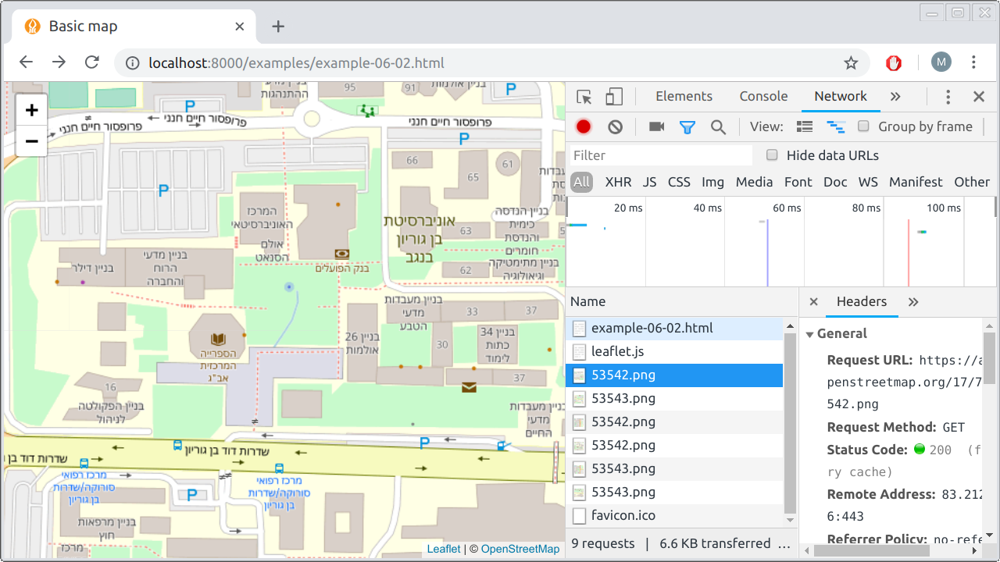 Basic map
localhost:8000/examples/example-06-02.html
M
+
−
Elements
Console
Network
View:
Group by frame
Filter
Hide data URLs
All
XHR
JS
CSS
Img
Media
Font
Doc
WS
Manifest
Other
20 ms
40 ms
60 ms
80 ms
100 ms
Name
example-06-02.html
leaflet.js
53542.png
53543.png
53542.png
53542.png
53543.png
53543.png
favicon.ico
9 requests | 6.6 KB transferred ...
Headers
General
Request URL: https://a
penstreetmap.org/17/7
542.png
Request Method: GET
Status Code: 200 (f
ry cache)
Remote Address: 83.212
6:443
Referrer Policy: no-refe
ההתנהגות
95
91
בניין אולמות
P
P
פרופסור חיים חנני
פרופסור חיים חנני
פרופסור חיים חנני
P
P
66
65
61
המרכז
האוניברסיטאי
אולם
הסנאט
אוניברסיטת
בן גוריון
בנגב
63
62
בניין הנדסה
כימית
והנדסת
חומרים
בניין מתימטיקה
וגיאולוגיה
בניין דילר
בניין מדעי
הרוח
והחברה
בנק הפועלים
בניין מעבדות
מדעי
הטבע
33
37
בניין 34
כתות
לימוד
30
בניין 26
אולמות
37
הספרייה
המרכזית
אב"ג
16
בניין הפקולטה
לניהול
בניין מעבדות
מדעי
החיים
P
שדרות דוד בן גוריון
שדרות דוד בן
מרכז רפואי
סורוקה/שדרות
בן גוריון
מרכז רפואי
סורוקה/שדרות
בן גוריון
P
בניין מרפאות
חוץ
מרכז
Leaflet | © OpenStreetMap